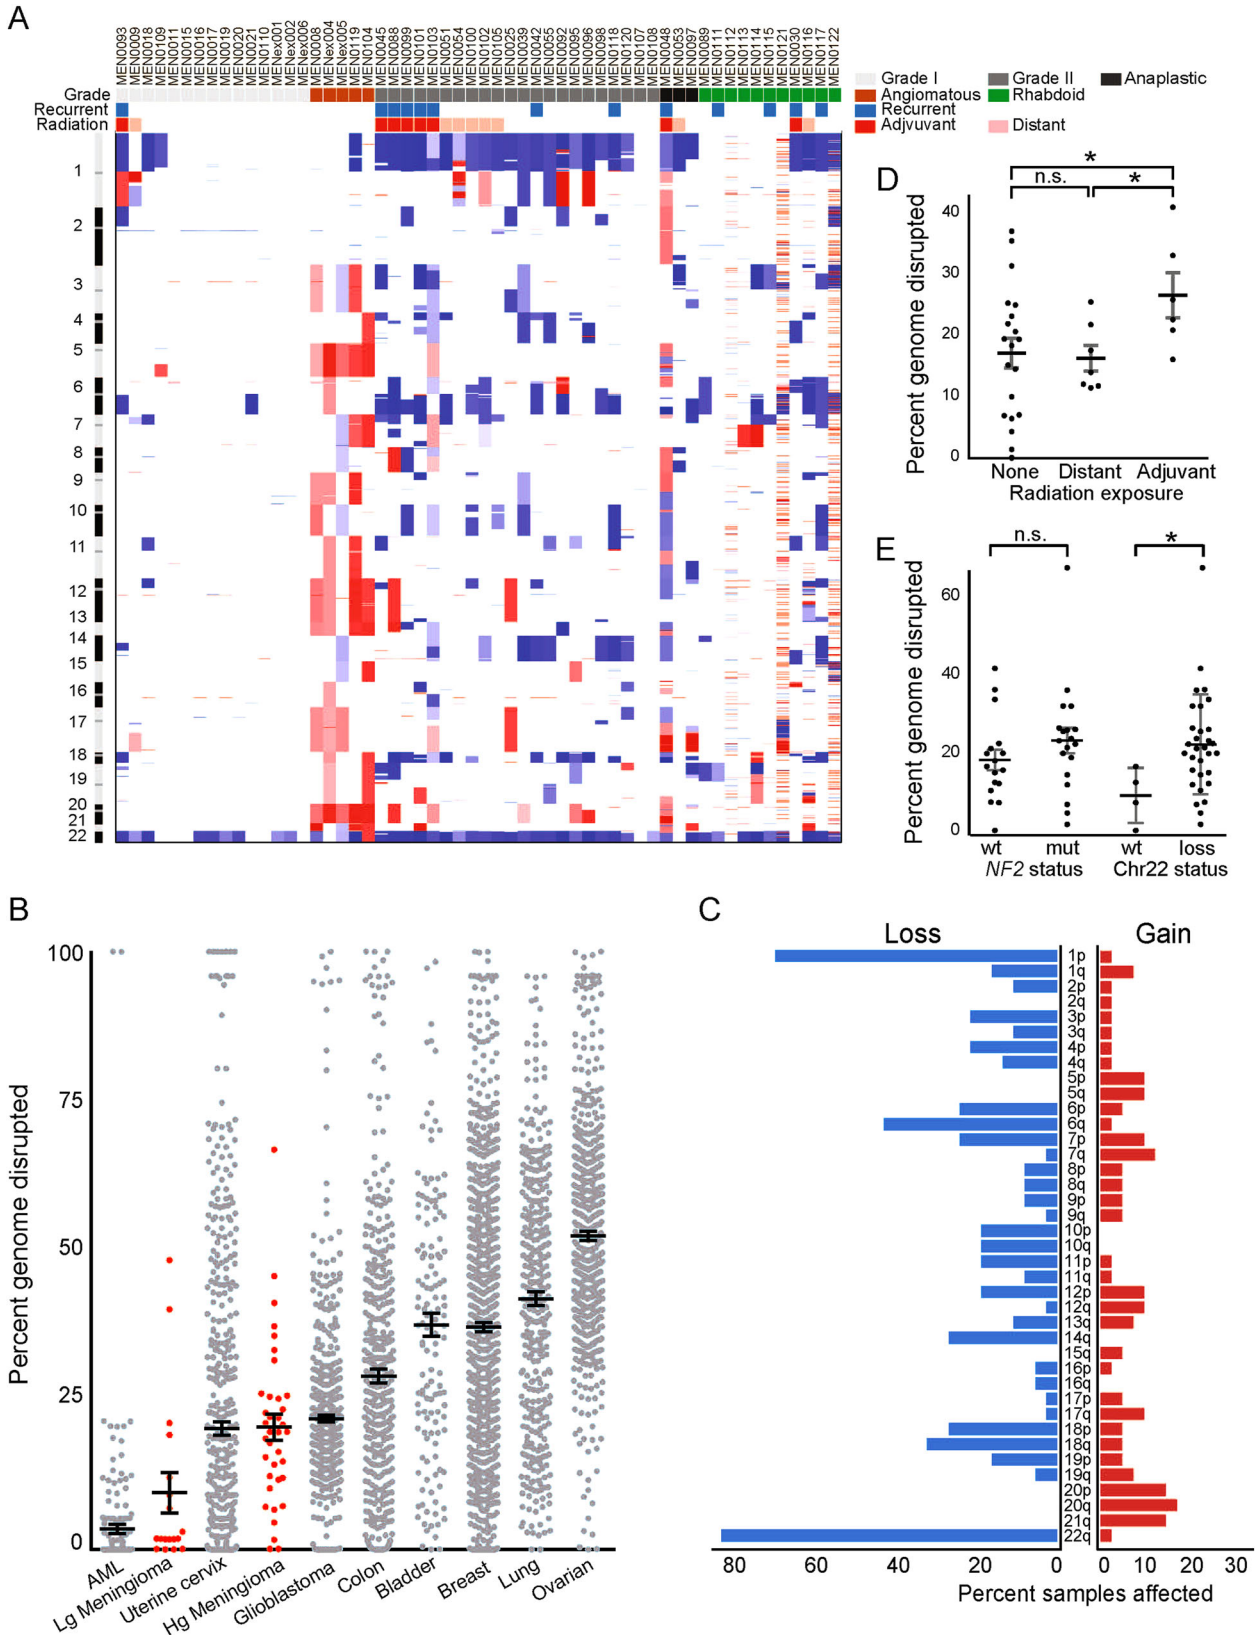 A
MEN0093
MEN0009
MEN0018
MEN0109
MEN0011
MEN0015
MEN0016
MEN0017
MEN0019
MEN0020
MEN0021
MEN0110
MENex001
MENex002
MENex006
MEN0008
MENex004
MENex005
MEN0119
MEN0104
MEN0045
MEN0088
MEN0099
MEN0101
MEN0103
MEN0051
MEN0054
MEN0100
MEN0102
MEN0105
MEN0025
MEN0039
MEN0042
MEN0055
MEN0092
MEN0095
MEN0096
MEN0098
MEN0118
MEN0120
MEN0107
MEN0108
MEN0048
MEN0053
MEN0097
MEN0089
MEN0111
MEN0112
MEN0113
MEN0114
MEN0115
MEN0121
MEN0030
MEN0116
MEN0117
MEN0122
Grade
Recurrent
Radiation
Grade I
Grade II
Anaplastic
Angiomatous
Rhabdoid
Recurrent
Adjvuvant
Distant
1
2
3
4
5
6
7
8
9
10
11
12
13
14
15
16
17
18
19
20
21
22
D
*
n.s.
*
Percent genome disrupted
40
30
20
10
0
None Distant Adjuvant
Radiation exposure
E
n.s.
*
Percent genome disrupted
60
40
20
0
wt mut wt loss
NF2 status Chr22 status
B
Percent genome disrupted
100
75
50
25
0
AML
Lg Meningioma
Uterine cervix
Hg Meningioma
Glioblastoma
Colon
Bladder
Breast
Lung
Ovarian
C
Loss Gain
1p
1q
2p
2q
3p
3q
4p
4q
5p
5q
6p
6q
7p
7q
8p
8q
9p
9q
10p
10q
11p
11q
12p
12q
13q
14q
15q
16p
16q
17p
17q
18p
18q
19p
19q
20p
20q
21q
22q
80 60 40 20 0 0 10 20 30
Percent samples affected